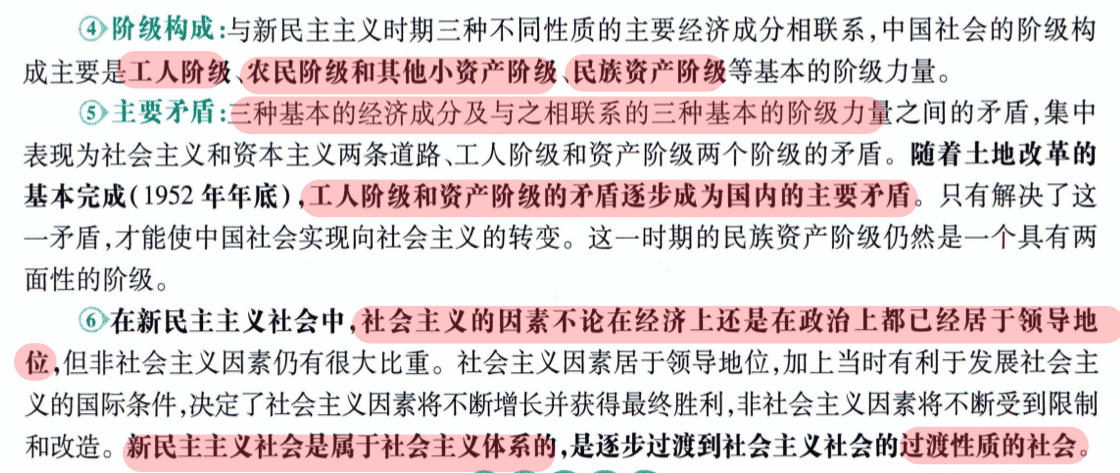 ④阶级构成:与新民主主义时期三种不同性质的主要经济成分相联系,中国社会的阶级构
成主要是工人阶级、农民阶级和其他小资产阶级、民族资产阶级等基本的阶级力量。
⑤主要矛盾:三种基本的经济成分及与之相联系的三种基本的阶级力量之间的矛盾,集中
表现为社会主义和资本主义两条道路、工人阶级和资产阶级两个阶级的矛盾。随着土地改革的
基本完成(1952年年底),工人阶级和资产阶级的矛盾逐步成为国内的主要矛盾。只有解决了这
一矛盾,才能使中国社会实现向社会主义的转变。这一时期的民族资产阶级仍然是一个具有两
面性的阶级。
⑥在新民主主义社会中,社会主义的因素不论在经济上还是在政治上都已经居于领导地
位,但非社会主义因素仍有很大比重。社会主义因素居于领导地位,加上当时有利于发展社会主
义的国际条件,决定了社会主义因素将不断增长并获得最终胜利,非社会主义因素将不断受到限制
和改造。新民主主义社会是属于社会主义体系的,是逐步过渡到社会主义社会的过渡性质的社会。